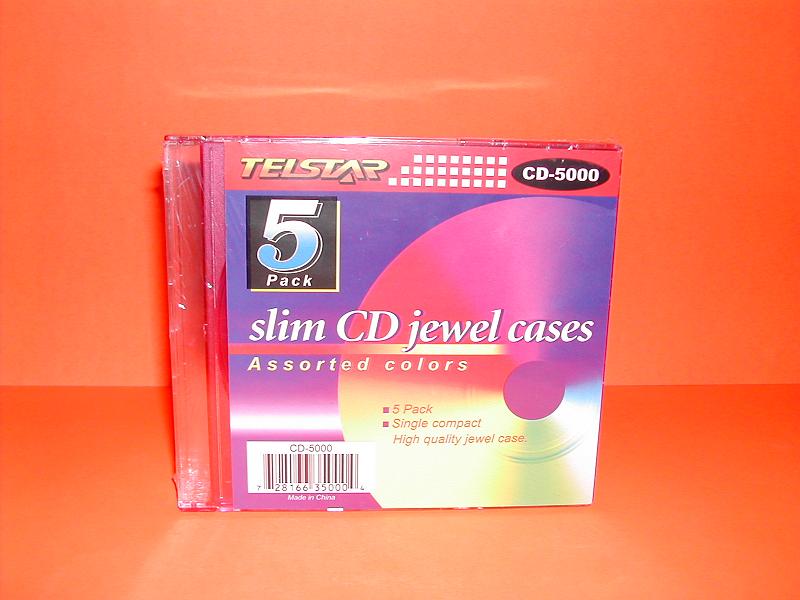 TELSTAR
CD-5000
5
Pack
slim CD jewel cases
Assorted colors
5 Pack
Single compact
High quality jewel case.
CD-5000
7 28166 35000 4
Made in China